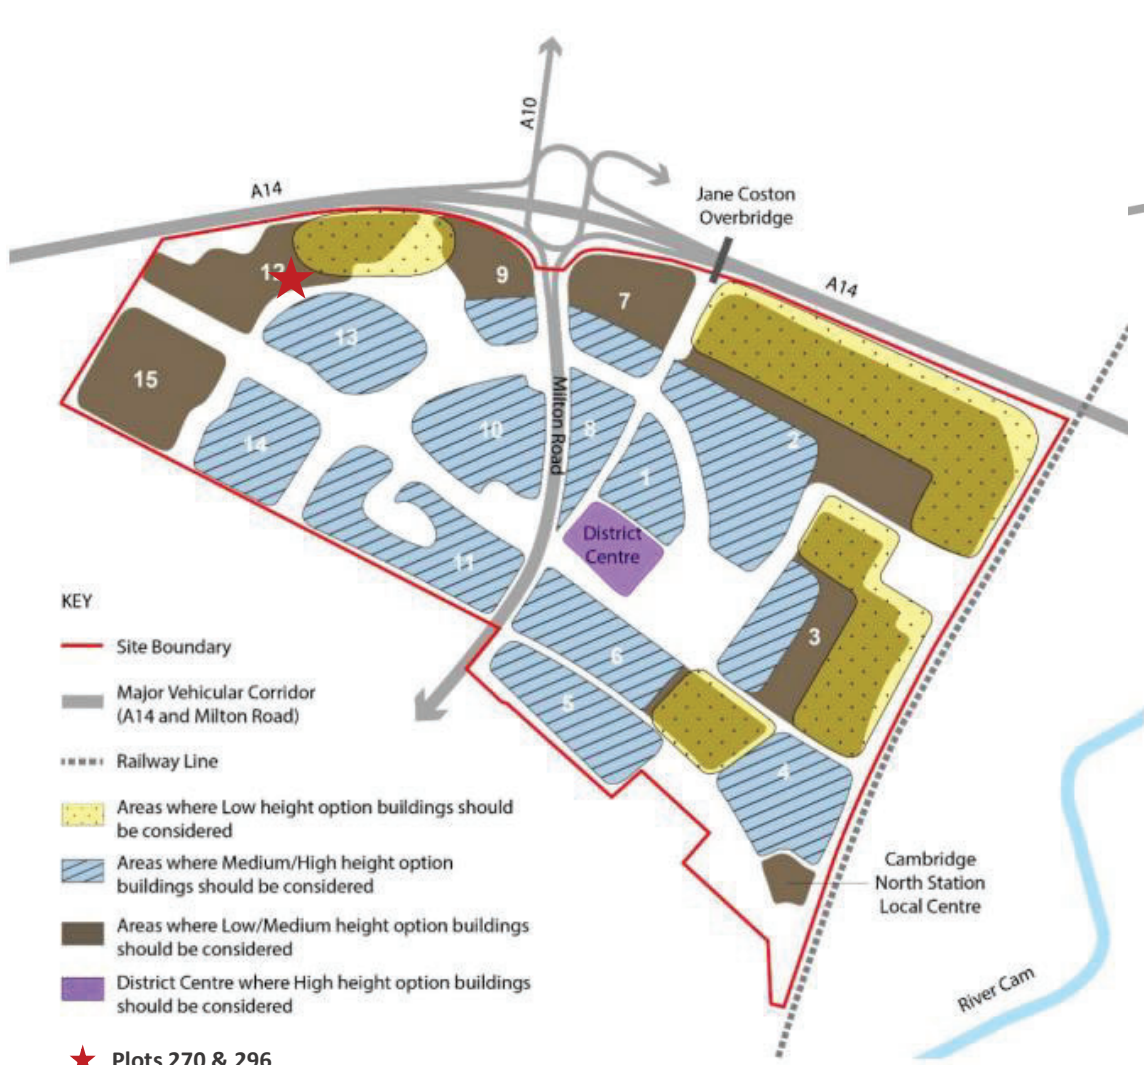 A10
A14
Jane Coston
Overbridge
A14
12
9
7
13
15
Milton Road
10
8
2
14
1
District
Centre
11
3
6
5
4
KEY
Site Boundary
Major Vehicular Corridor
(A14 and Milton Road)
Railway Line
Areas where Low height option buildings should
be considered
Areas where Medium/High height option
buildings should be considered
Areas where Low/Medium height option buildings
should be considered
District Centre where High height option buildings
should be considered
Plots 270 & 296
Cambridge
North Station
Local Centre
River Cam